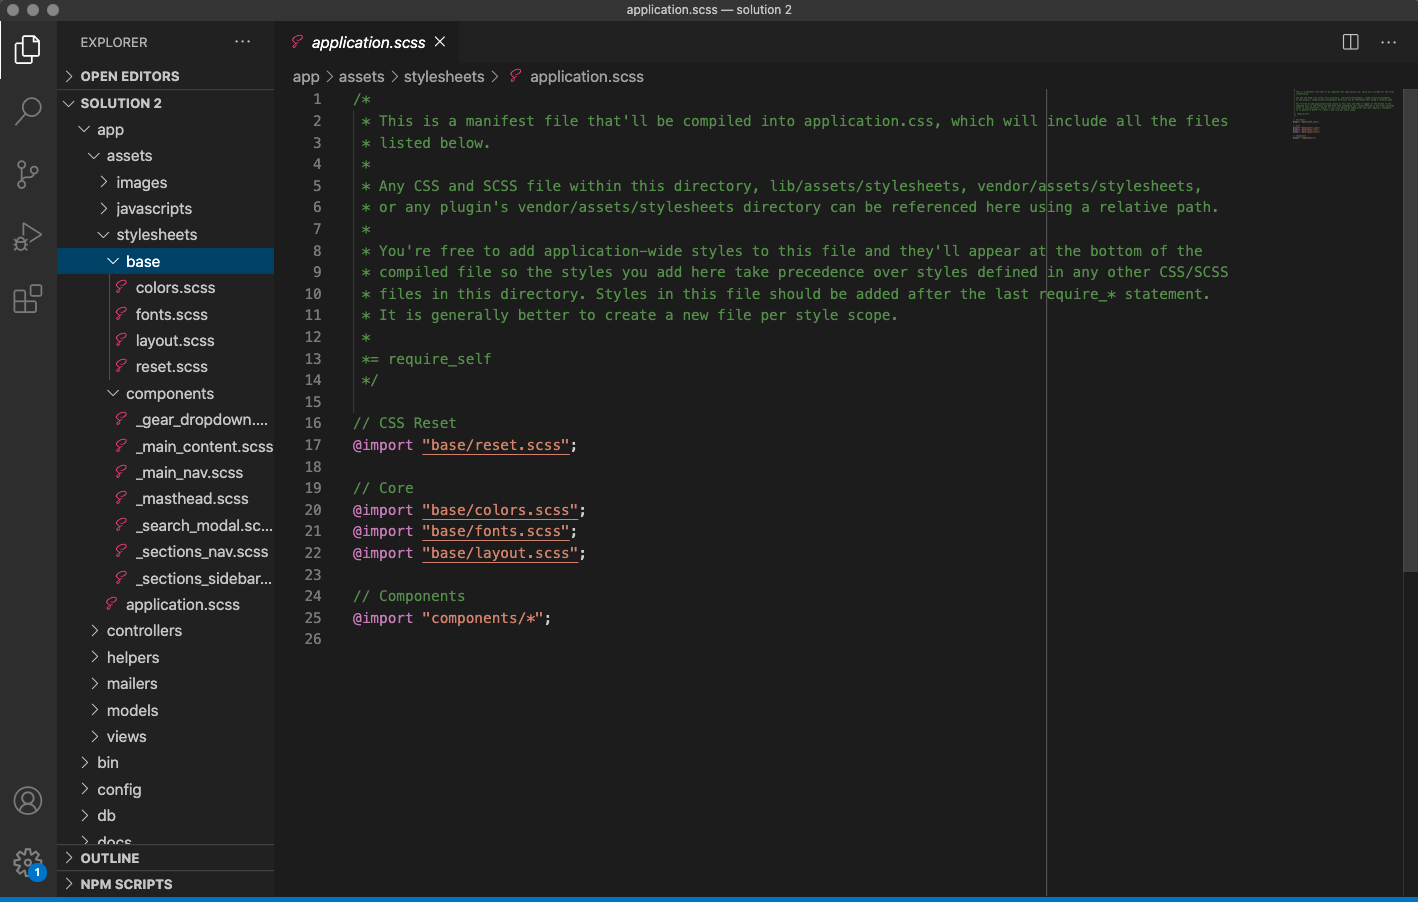 application.scss — solution 2
EXPLORER
OPEN EDITORS
SOLUTION 2
app
assets
images
javascripts
stylesheets
base
colors.scss
fonts.scss
layout.scss
reset.scss
components
_gear_dropdown....
_main_content.scss
_main_nav.scss
_masthead.scss
_search_modal.sc...
_sections_nav.scss
_sections_sidebar...
application.scss
controllers
helpers
mailers
models
views
bin
config
db
docs
OUTLINE
NPM SCRIPTS
1
application.scss
app > assets > stylesheets > application.scss
1 /*
2 * This is a manifest file that'll be compiled into application.css, which will include all the files
3 * listed below.
4 *
5 * Any CSS and SCSS file within this directory, lib/assets/stylesheets, vendor/assets/stylesheets,
6 * or any plugin's vendor/assets/stylesheets directory can be referenced here using a relative path.
7 *
8 * You're free to add application-wide styles to this file and they'll appear at the bottom of the
9 * compiled file so the styles you add here take precedence over styles defined in any other CSS/SCSS
10 * files in this directory. Styles in this file should be added after the last require_* statement.
11 * It is generally better to create a new file per style scope.
12 *
13 *= require_self
14 */
15
16 // CSS Reset
17 @import "base/reset.scss";
18
19 // Core
20 @import "base/colors.scss";
21 @import "base/fonts.scss";
22 @import "base/layout.scss";
23
24 // Components
25 @import "components/*";
26